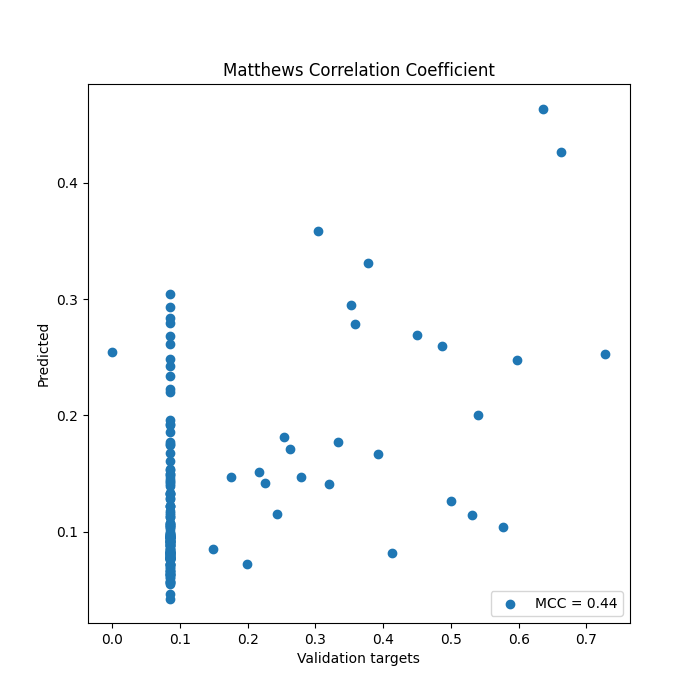 Matthews Correlation Coefficient
0.4
0.3
0.2
0.1
Predicted
MCC = 0.44
0.0 0.1 0.2 0.3 0.4 0.5 0.6 0.7
Validation targets